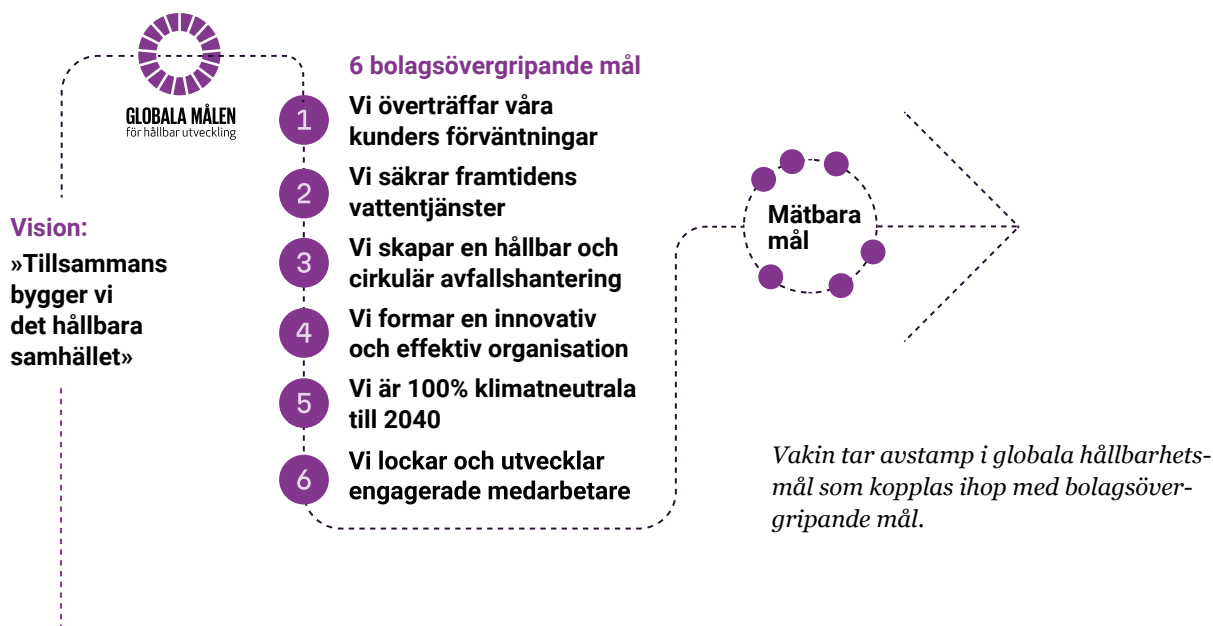 GLOBALA MÅLEN
för hållbar utveckling
Vision:
»Tillsammans
bygger vi
det hållbara
samhället»
6 bolagsövergripande mål
1
Vi överträffar våra
kunders förväntningar
2
Vi säkrar framtidens
vattentjänster
3
Vi skapar en hållbar och
cirkulär avfallshantering
4
Vi formar en innovativ
och effektiv organisation
5
Vi är 100% klimatneutrala
till 2040
6
Vi lockar och utvecklar
engagerade medarbetare
Mätbara
mål
Vakin tar avstamp i globala hållbarhets-
mål som kopplas ihop med bolagsöver-
gripande mål.